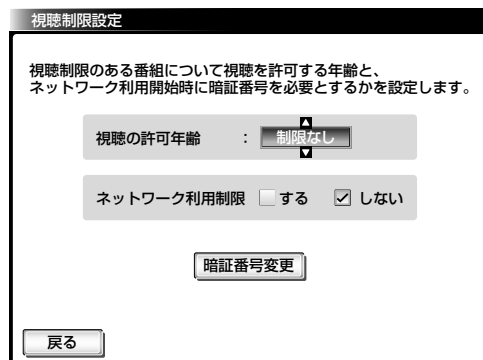 視聴制限設定
視聴制限のある番組について視聴を許可する年齢と、
ネットワーク利用開始時に暗証番号を必要とするかを設定します。
視聴の許可年齢 : 制限なし
ネットワーク利用制限 する しない
暗証番号変更
戻る